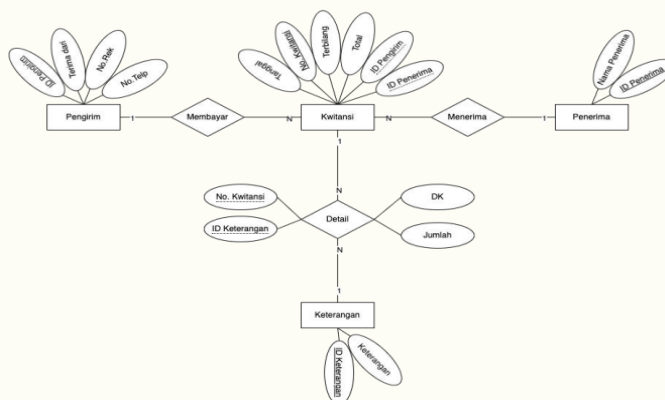 ID Pengirim
Terima dari
No.Rek
No.Telp
Tanggal
No.Kwitansi
Terbilang
Total
ID Pengirim
ID Penerima
Nama Penerima
ID Penerima
Pengirim
1
Membayar
N
Kwitansi
N
Menerima
1
Penerima
1
No. Kwitansi
DK
N
Detail
ID Keterangan
Jumlah
N
1
Keterangan
ID Keterangan
Keterangan